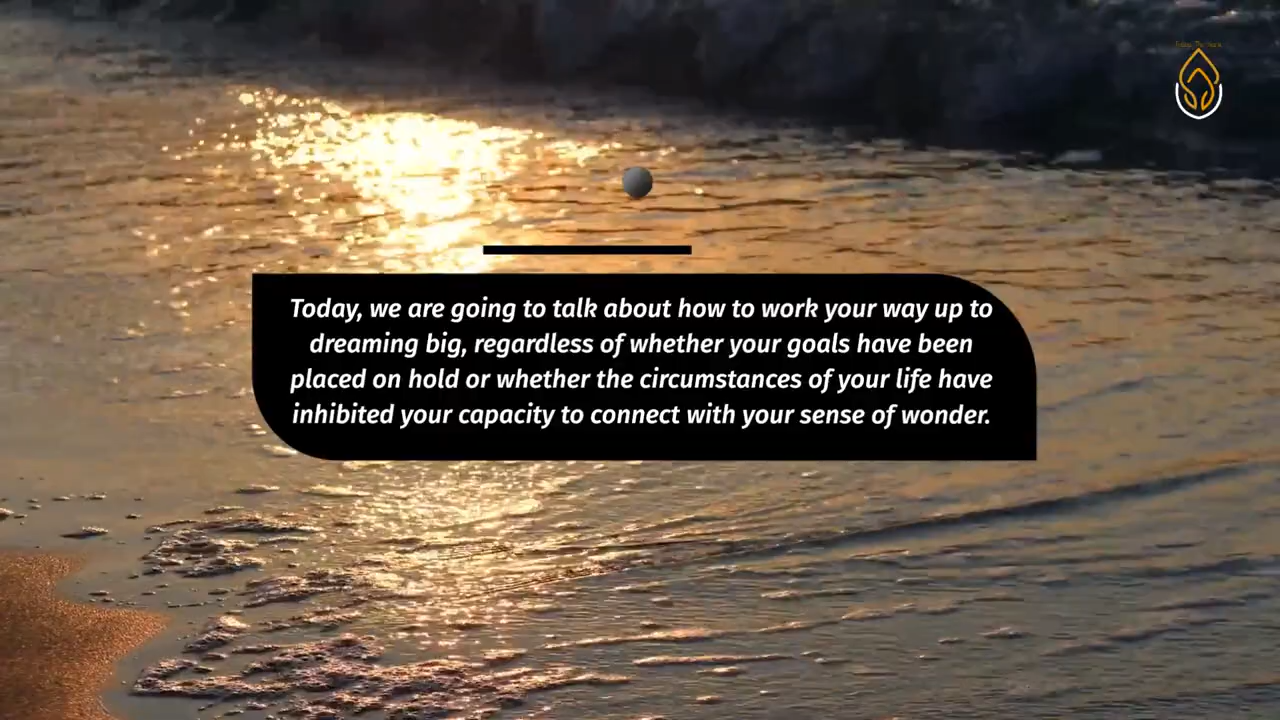 Today, we are going to talk about how to work your way up to
dreaming big, regardless of whether your goals have been
placed on hold or whether the circumstances of your life have
inhibited your capacity to connect with your sense of wonder.